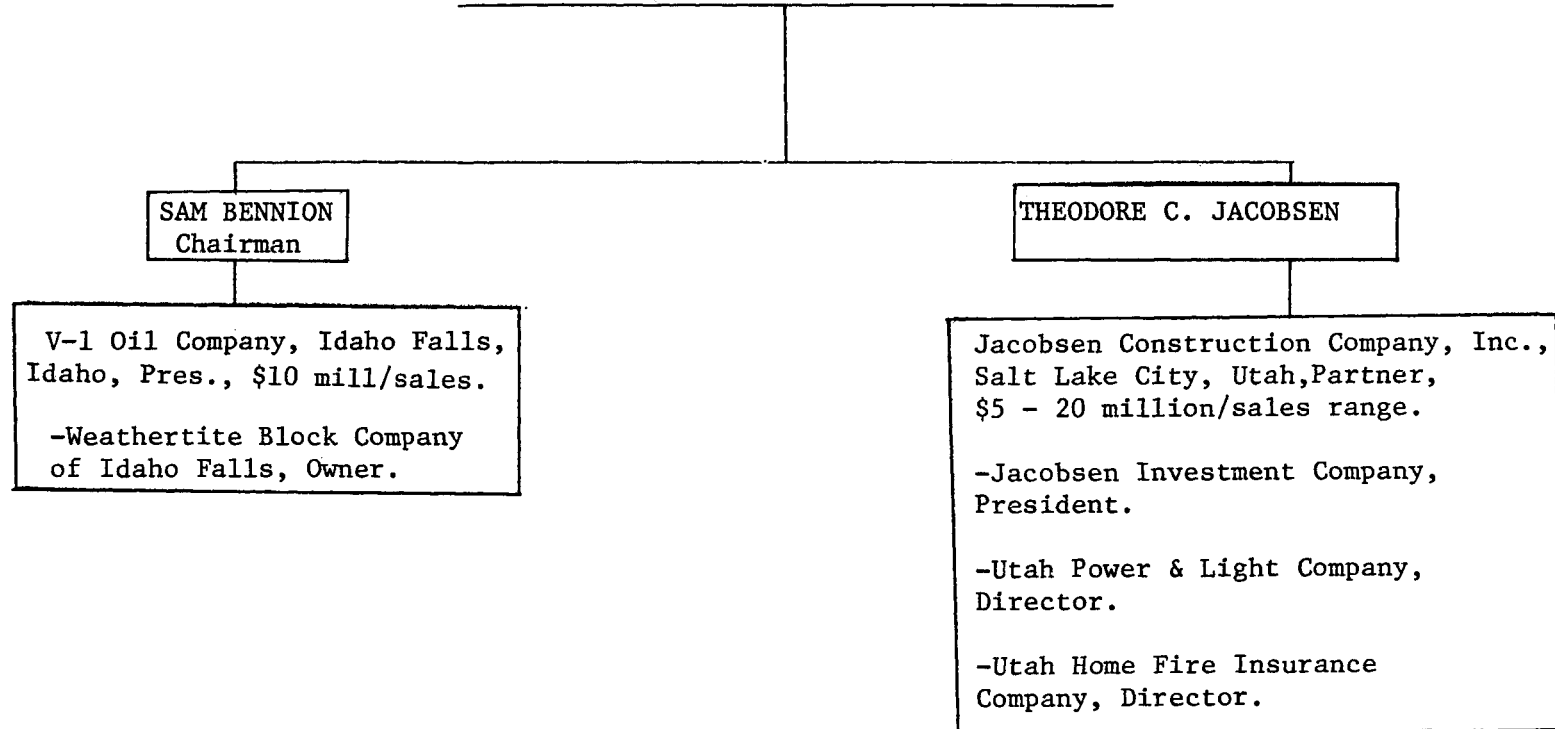 SAM BENNION
Chairman
V-1 Oil Company, Idaho Falls,
Idaho, Pres., $10 mill/sales.
-Weathertite Block Company
of Idaho Falls, Owner.
THEODORE C. JACOBSEN
Jacobsen Construction Company, Inc.,
Salt Lake City, Utah,Partner,
$5 - 20 million/sales range.
-Jacobsen Investment Company,
President.
-Utah Power & Light Company,
Director.
-Utah Home Fire Insurance
Company, Director.